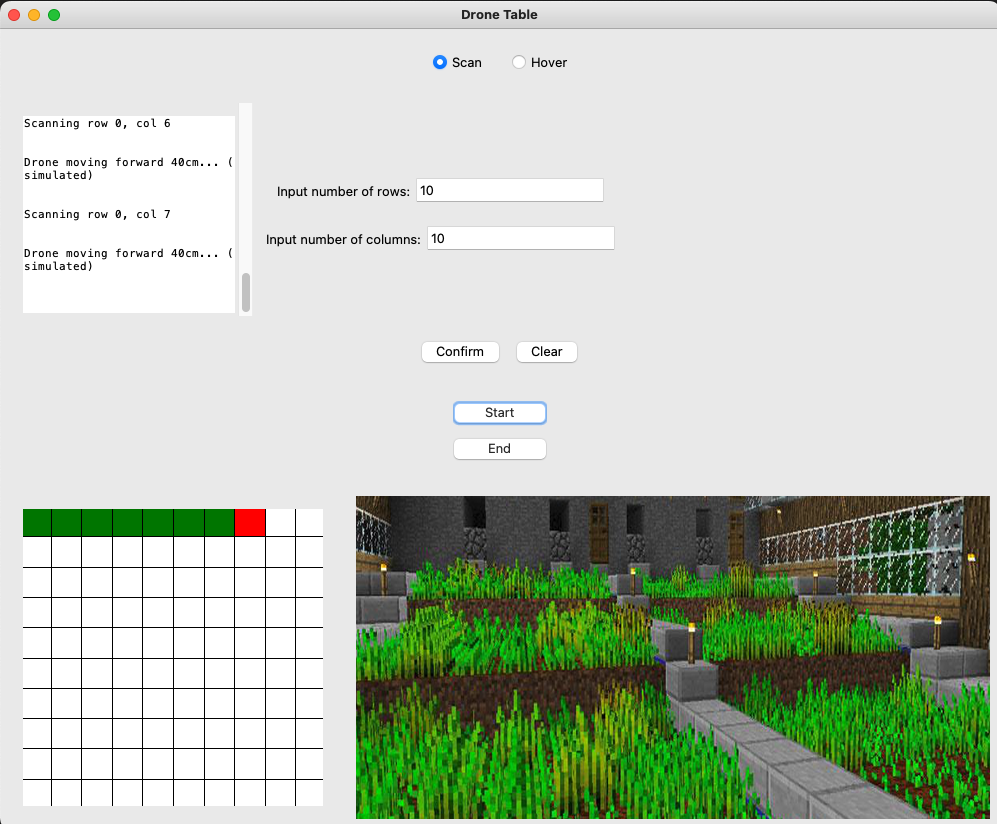 Drone Table
Scan
Hover
Scanning row 0, col 6
Drone moving forward 40cm... (
simulated)
Scanning row 0, col 7
Drone moving forward 40cm... (
simulated)
Input number of rows: 10
Input number of columns: 10
Confirm
Clear
Start
End